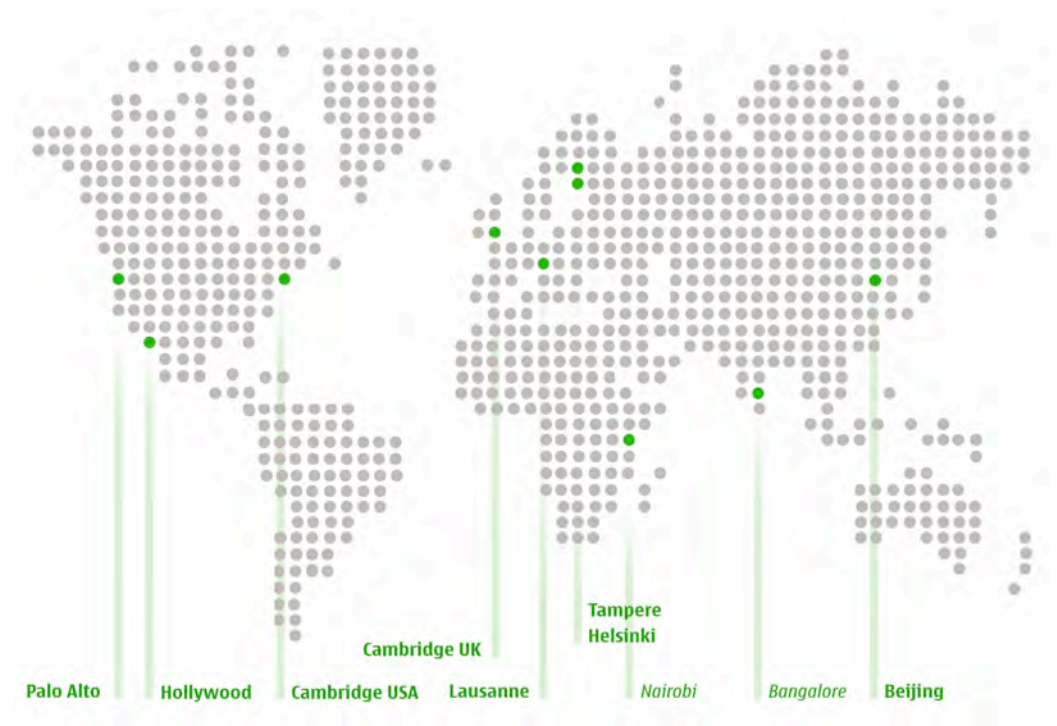 Tampere
Helsinki
Cambridge UK
Palo Alto
Hollywood
Cambridge USA
Lausanne
Nairobi
Bangalore
Beijing